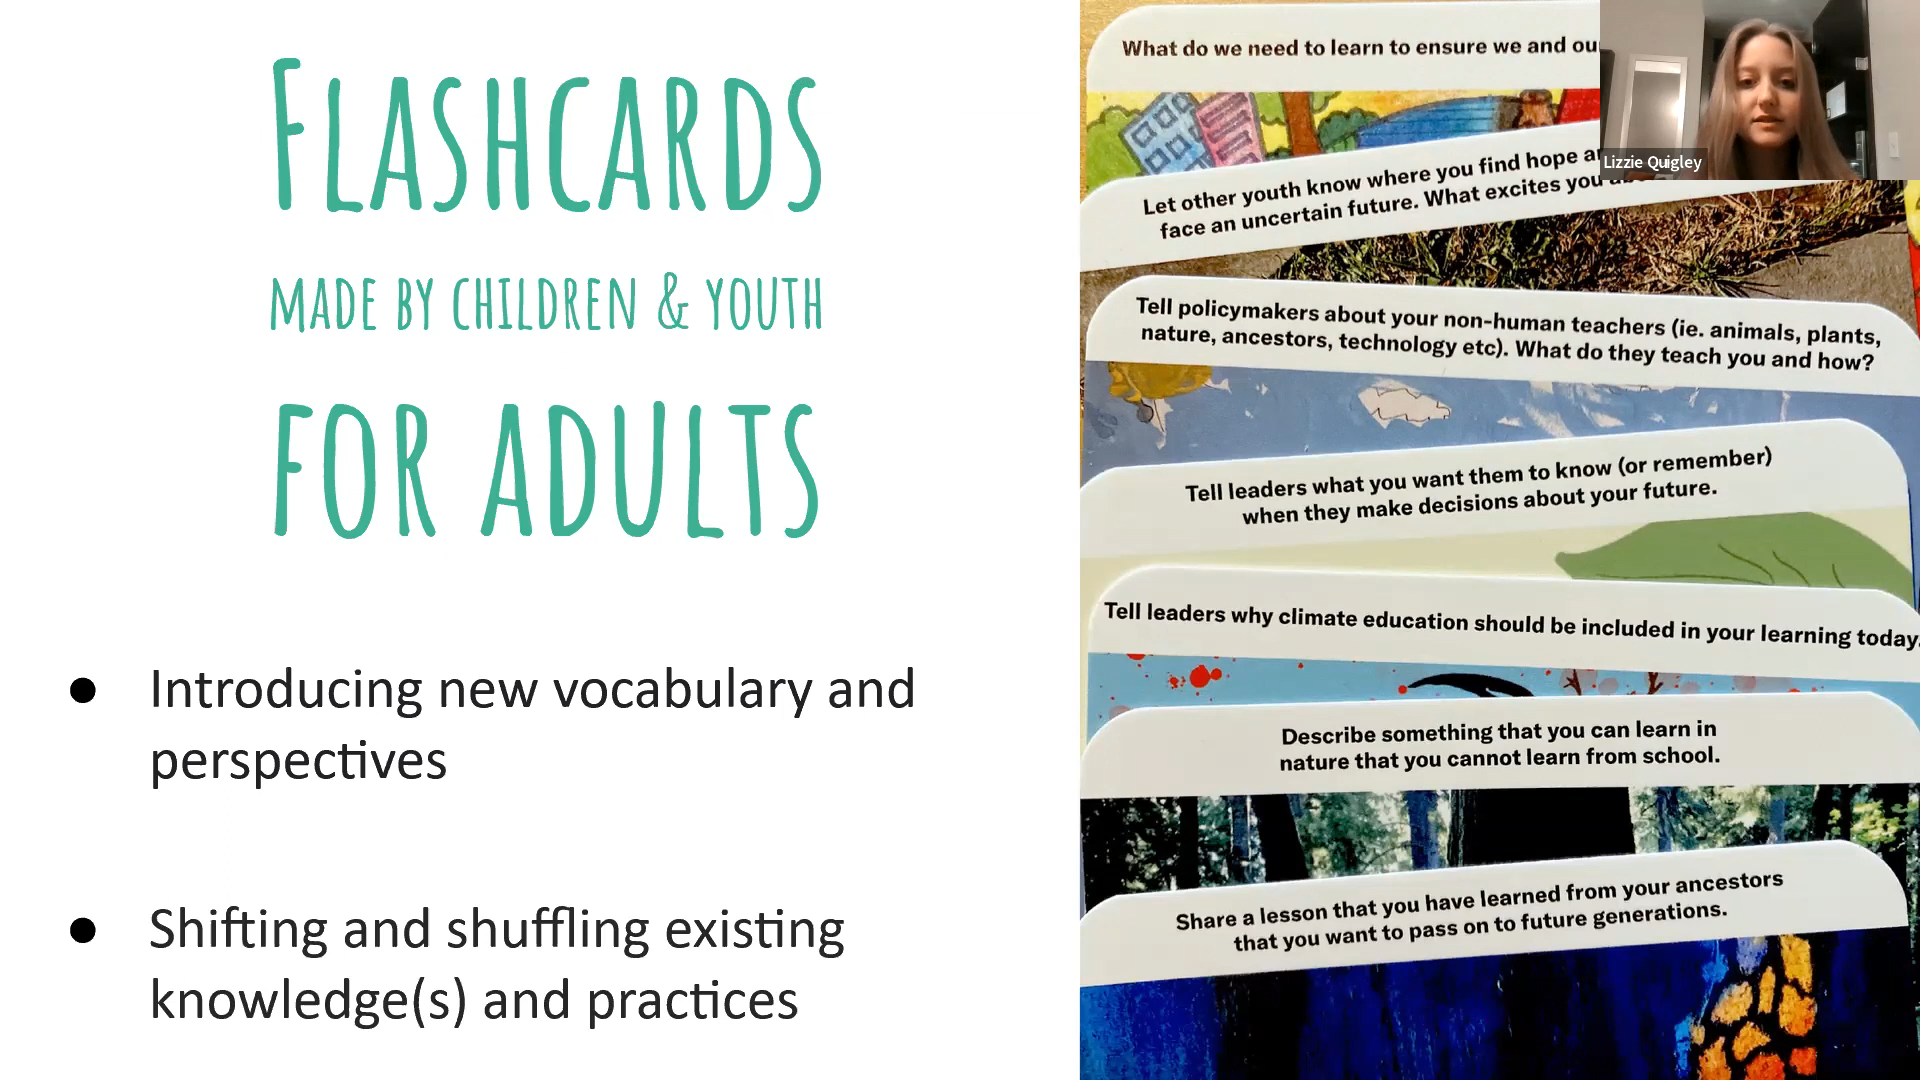 FLASHCARDS
MADE BY CHILDREN & YOUTH
FOR ADULTS
● Introducing new vocabulary and
perspectives
● Shifting and shuffling existing
knowledge(s) and practices
What do we need to learn to ensure we and
Let other youth know where you find hope
face an uncertain future. What excites you
Tell policymakers about your non-human teachers (ie. animals, plants,
nature, ancestors, technology etc). What do they teach you and how?
Tell leaders what you want them to know (or remember)
when they make decisions about your future.
Tell leaders why climate education should be included in your learning today.
Describe something that you can learn in
nature that you cannot learn from school.
Share a lesson that you have learned from your ancestors
that you want to pass on to future generations.
Lizzie Quigley